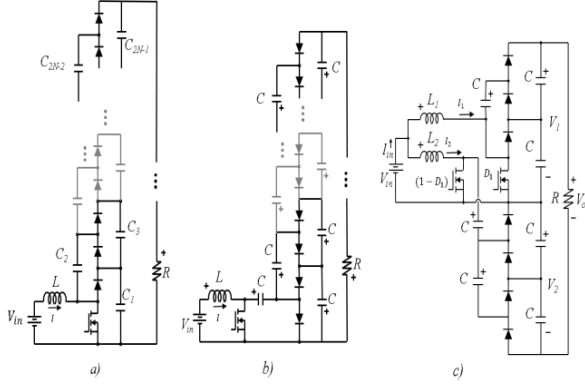 C2N-2
C2N-1
C2
C3
L
C1
Vin
I
R
a)
C
C
C
C
L
C
C
Vin
I
R
b)
C
C
L1
I1
V1
L2
I2
Iin
C
Vin
(1−D1)
D1
R
Vo
C
C
C
V2
C
c)